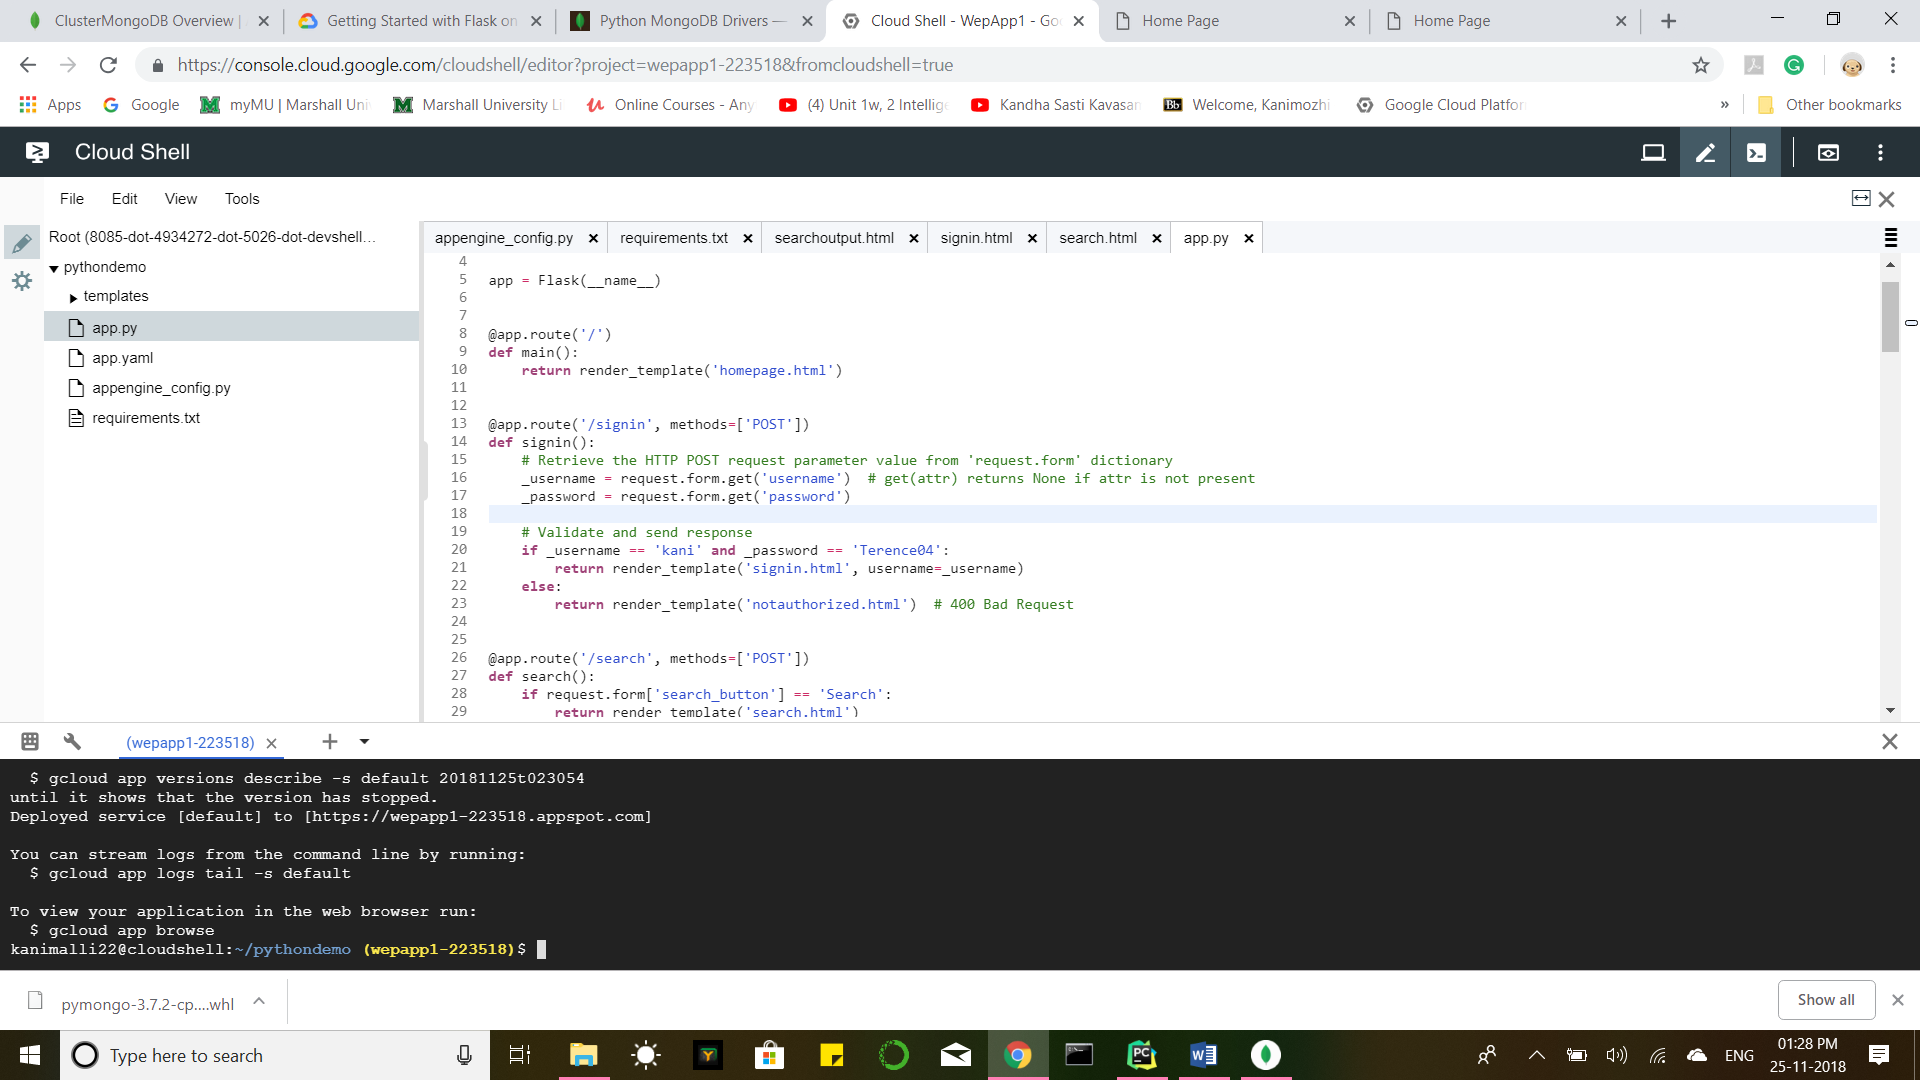 ClusterMongoDB Overview |
Getting Started with Flask on
Python MongoDB Drivers —
Cloud Shell - WepApp1 - Goo
Home Page
Home Page
https://console.cloud.google.com/cloudshell/editor?project=wepapp1-223518&fromcloudshell=true
Apps
Google
myMU | Marshall Uni
Marshall University Li
Online Courses - Any
(4) Unit 1w, 2 Intellige
Kandha Sasti Kavasam
Bb
Welcome, Kanimozhi
Google Cloud Platfor
»
Other bookmarks
Cloud Shell
File Edit View Tools
Root (8085-dot-4934272-dot-5026-dot-devshell...
pythondemo
templates
app.py
app.yaml
appengine_config.py
requirements.txt
appengine_config.py
requirements.txt
searchoutput.html
signin.html
search.html
app.py
4
5 app = Flask(__name__)
6
7
8 @app.route('/')
9 def main():
10 return render_template('homepage.html')
11
12
13 @app.route('/signin', methods=['POST'])
14 def signin():
15 # Retrieve the HTTP POST request parameter value from 'request.form' dictionary
16 _username = request.form.get('username') # get(attr) returns None if attr is not present
17 _password = request.form.get('password')
18
19 # Validate and send response
20 if _username == 'kani' and _password == 'Terence04':
21 return render_template('signin.html', username=_username)
22 else:
23 return render_template('notauthorized.html') # 400 Bad Request
24
25
26 @app.route('/search', methods=['POST'])
27 def search():
28 if request.form['search_button'] == 'Search':
29 return render_template('search.html')
(wepapp1-223518)
$ gcloud app versions describe -s default 20181125t023054
until it shows that the version has stopped.
Deployed service [default] to [https://wepapp1-223518.appspot.com]
You can stream logs from the command line by running:
$ gcloud app logs tail -s default
To view your application in the web browser run:
$ gcloud app browse
kanimalli22@cloudshell:~/pythondemo (wepapp1-223518)$
pymongo-3.7.2-cp....whl
Show all
Type here to search
ENG
01:28 PM
25-11-2018